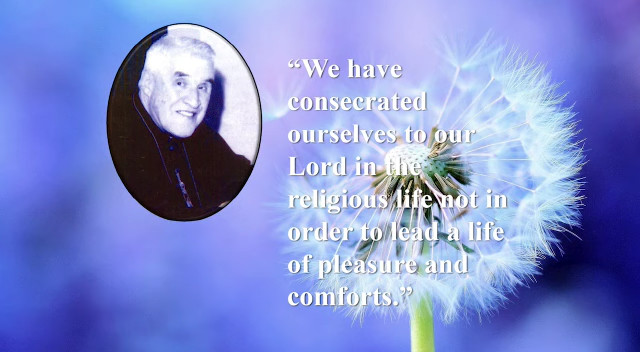 “We have
consecrated
ourselves to our
Lord in the
religious life not in
order to lead a life
of pleasure and
comforts.”